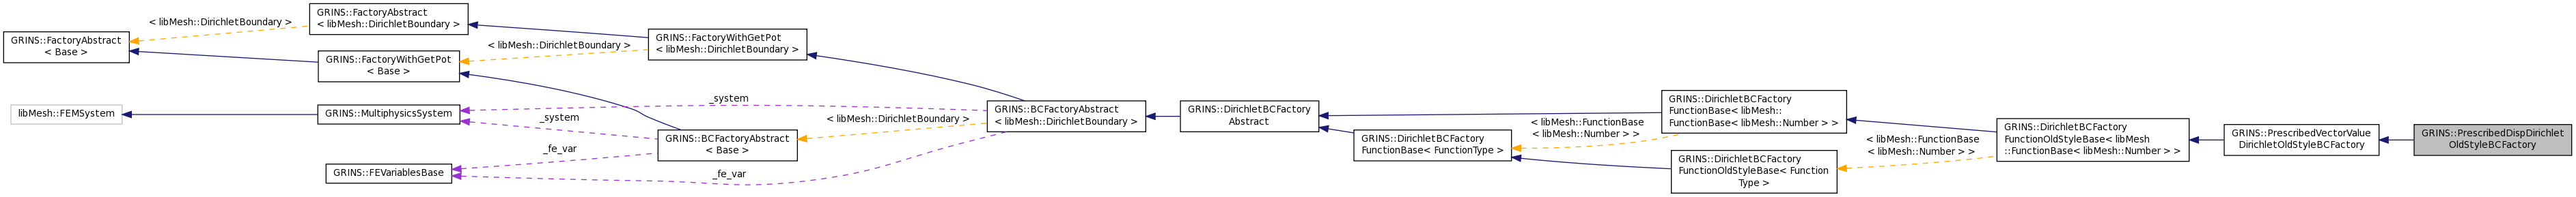 GRINS::FactoryAbstract
< Base >
< libMesh::DirichletBoundary >
GRINS::FactoryAbstract
< libMesh::DirichletBoundary >
GRINS::FactoryWithGetPot
< Base >
< libMesh::DirichletBoundary >
GRINS::FactoryWithGetPot
< libMesh::DirichletBoundary >
libMesh::FEMSystem
GRINS::MultiphysicsSystem
GRINS::FEVariablesBase
_system
_system
_fe_var
_fe_var
GRINS::BCFactoryAbstract
< Base >
< libMesh::DirichletBoundary >
GRINS::BCFactoryAbstract
< libMesh::DirichletBoundary >
GRINS::DirichletBCFactory
Abstract
GRINS::DirichletBCFactory
FunctionBase< FunctionType >
< libMesh::FunctionBase
< libMesh::Number > >
GRINS::DirichletBCFactory
FunctionBase< libMesh::
FunctionBase< libMesh::Number > >
GRINS::DirichletBCFactory
FunctionOldStyleBase< Function
Type >
< libMesh::FunctionBase
< libMesh::Number > >
GRINS::DirichletBCFactory
FunctionOldStyleBase< libMesh
::FunctionBase< libMesh::Number > >
GRINS::PrescribedVectorValue
DirichletOldStyleBCFactory
GRINS::PrescribedDispDirichlet
OldStyleBCFactory